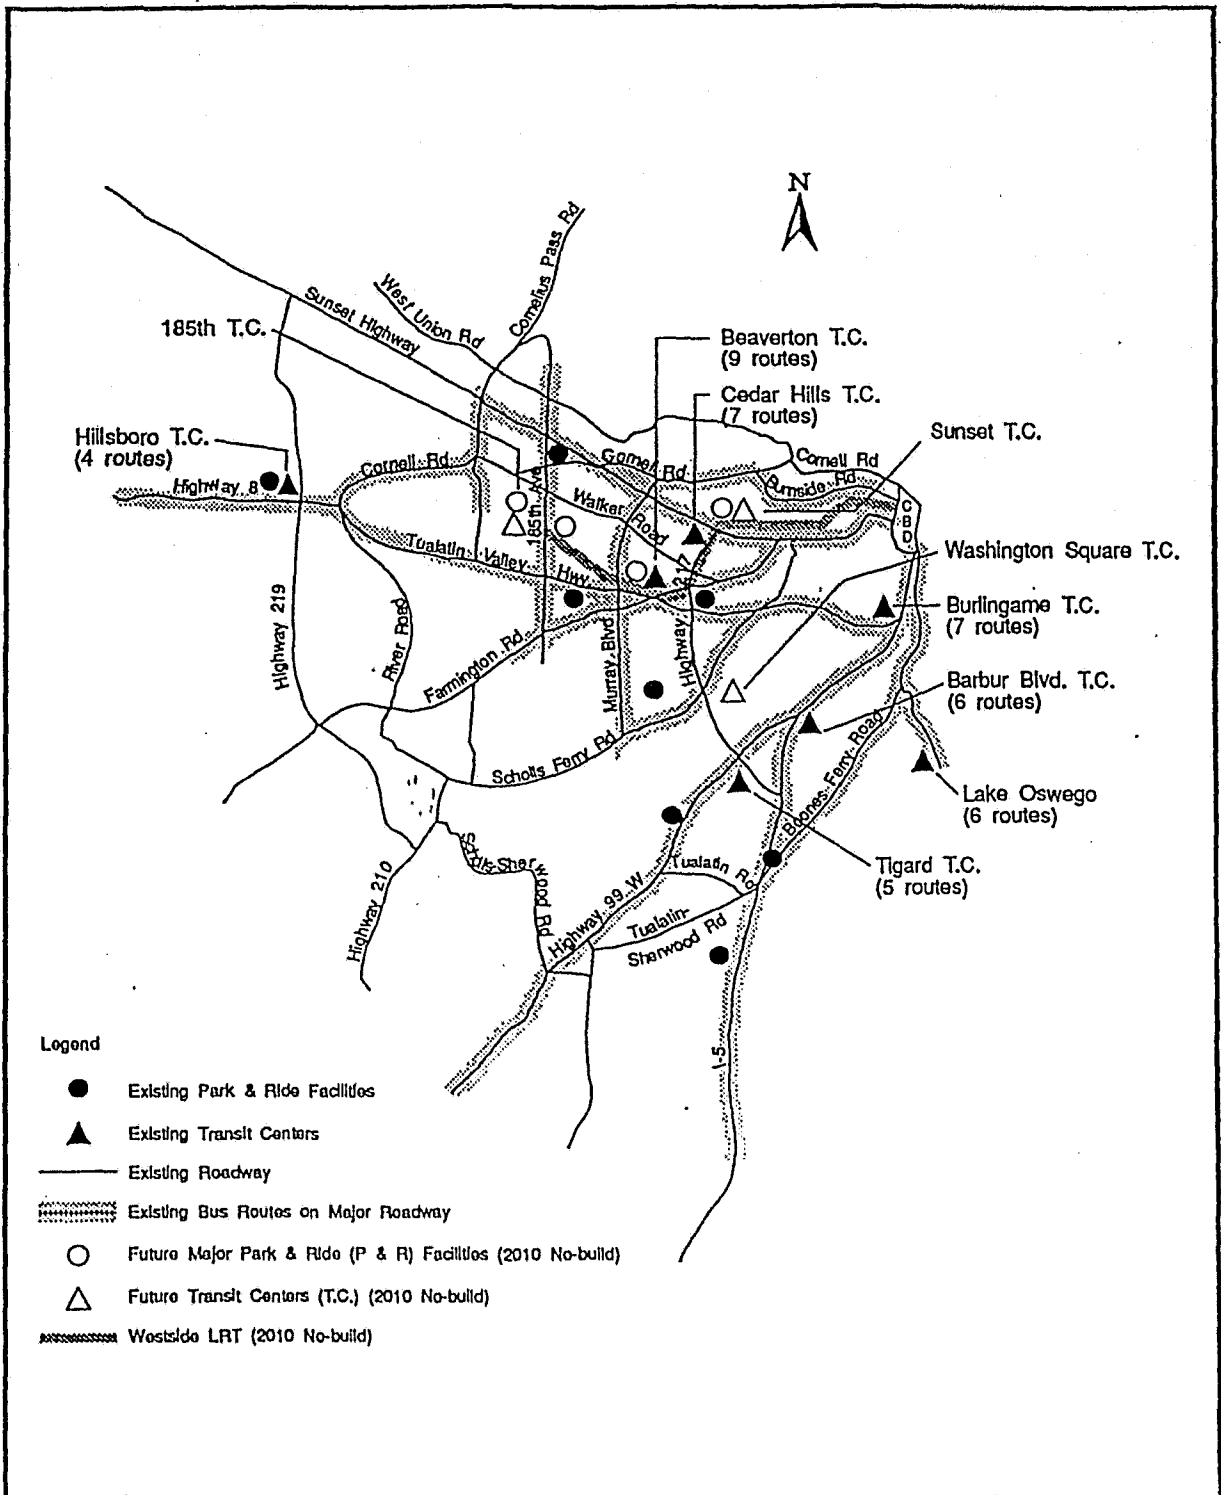 N
Cornelius Pass Rd
West Union Rd
Sunset Highway
185th T.C.
Beaverton T.C.
(9 routes)
Cedar Hills T.C.
(7 routes)
Sunset T.C.
Hillsboro T.C.
(4 routes)
Highway 8
Cornell Rd
Cornell Rd
Cornell Rd
Burnside Rd
Walker Road
185th Ave
CBD
Tualatin Valley Hwy
217
Highway
Washington Square T.C.
Burlingame T.C.
(7 routes)
Highway 219
River Road
Farmington Rd
Murray Blvd
Barbur Blvd. T.C.
(6 routes)
Scholls Ferry Rd
Boones Ferry Road
Lake Oswego
(6 routes)
Tigard T.C.
(5 routes)
Scholls-Sherwood Rd
Highway 210
Highway 99 W
Tualatin Rd
Tualatin-
Sherwood Rd
I-5
Legend
Existing Park & Ride Facilities
Existing Transit Centers
Existing Roadway
Existing Bus Routes on Major Roadway
Future Major Park & Ride (P & R) Facilities (2010 No-build)
Future Transit Centers (T.C.) (2010 No-build)
Westside LRT (2010 No-build)